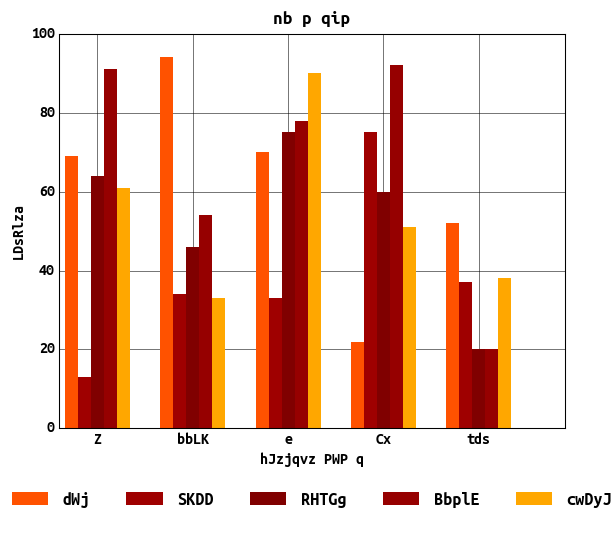 nb p qip
100
80
60
40
20
0
LDsRlza
Z bbLK e Cx tds
hJzjqvz PWP q
dWj SKDD RHTGg BbplE cwDyJ